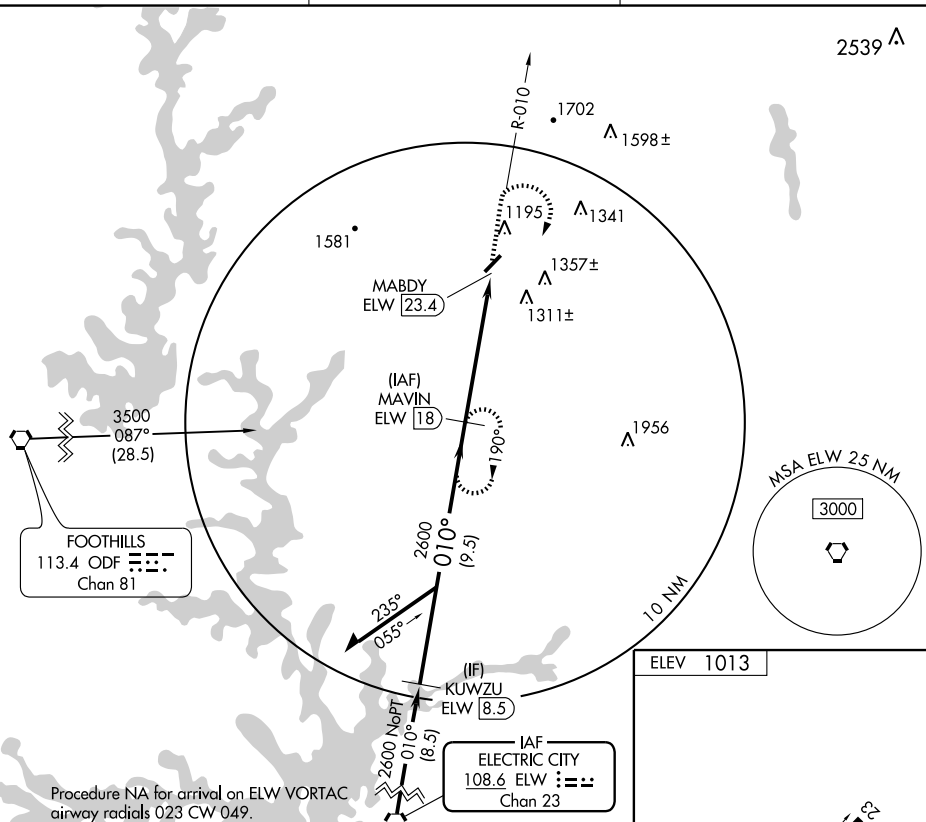 2539
R-010
1702
1598±
1195
1341
1581
1357±
MABDY
ELW 23.4
1311±
(IAF)
MAVIN
ELW 18
3500
087°
(28.5)
190°
1956
MSA ELW 25 NM
3000
FOOTHILLS
113.4 ODF
Chan 81
2600
010°
(9.5)
235°
055°
10 NM
(IF)
KUWZU
ELW 8.5
ELEV 1013
2600 NoPT
010°
(8.5)
IAF
ELECTRIC CITY
108.6 ELW
Chan 23
Procedure NA for arrival on ELW VORTAC
airway radials 023 CW 049.
23